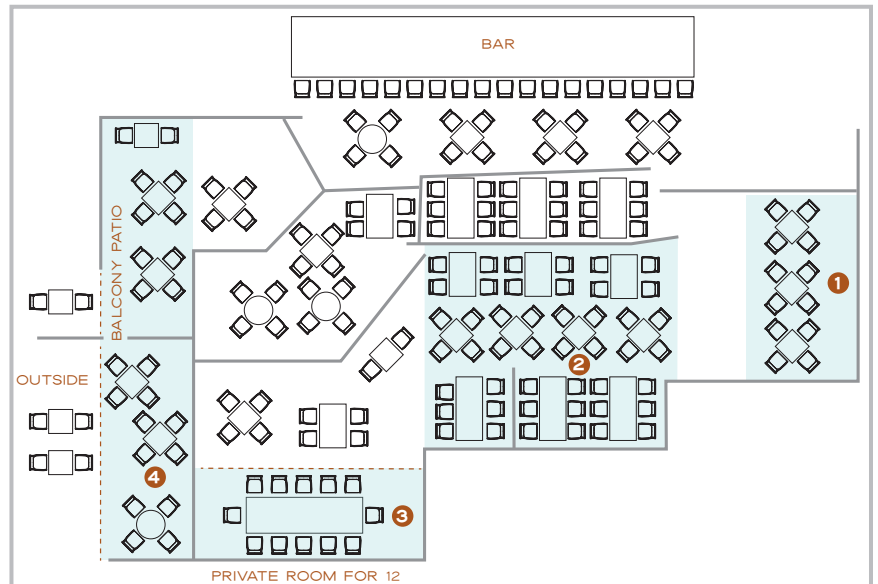 BAR
BALCONY PATIO
1
2
OUTSIDE
4
3
PRIVATE ROOM FOR 12